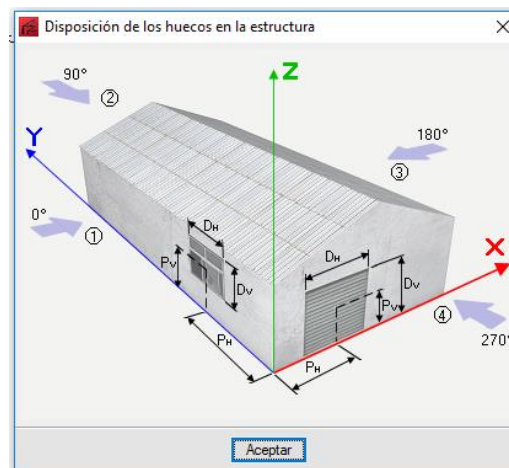 Disposición de los huecos en la estructura
90°
②
Z
Y
180°
③
0°
①
DH
PV
DV
DH
X
DV
PV
④
PH
PH
270°
Aceptar